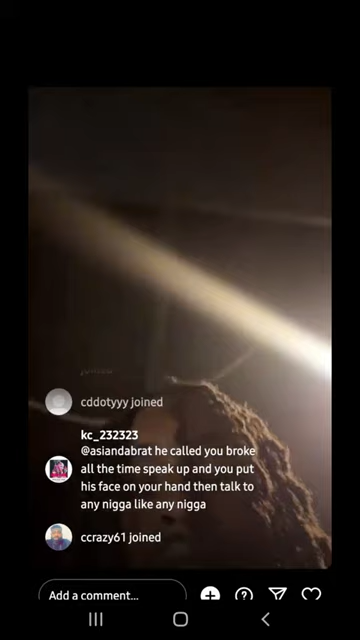 joined
cddotyyy joined
kc_232323
@asiandabrat he called you broke
all the time speak up and you put
his face on your hand then talk to
any nigga like any nigga
ccrazy61 joined
Add a comment...